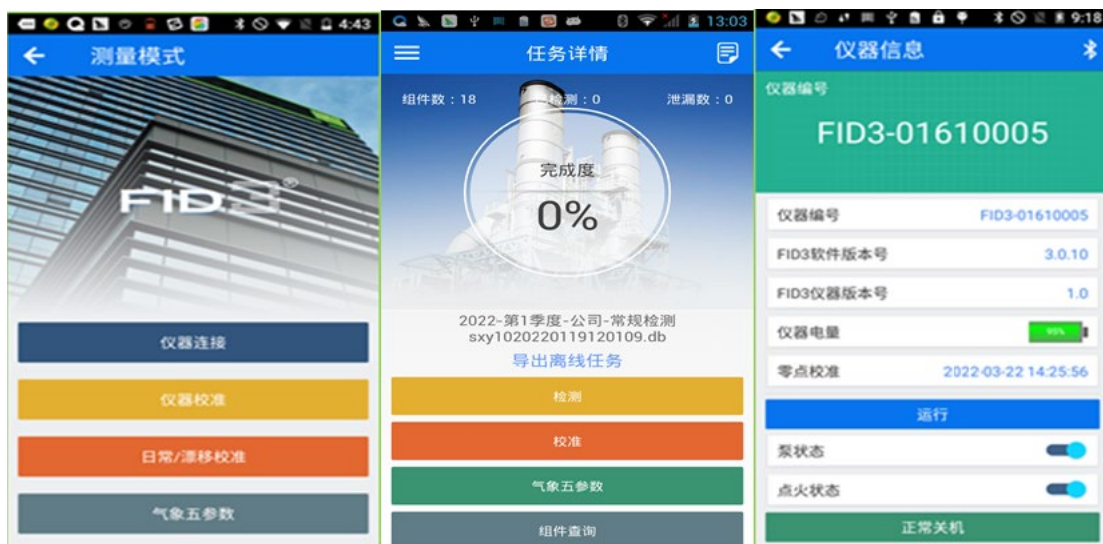 4:43
测量模式
FID3®
仪器连接
仪器校准
日常/漂移校准
气象五参数
13:03
任务详情
组件数：18
检测：0
泄漏数：0
完成度
0%
2022-第1季度-公司-常规检测
sxy1020220119120109.db
导出离线任务
检测
校准
气象五参数
组件查询
9:18
仪器信息
仪器编号
FID3-01610005
仪器编号
FID3-01610005
FID3软件版本号
3.0.10
FID3仪器版本号
1.0
仪器电量
95%
零点校准
2022-03-22 14:25:56
运行
泵状态
点火状态
正常关机